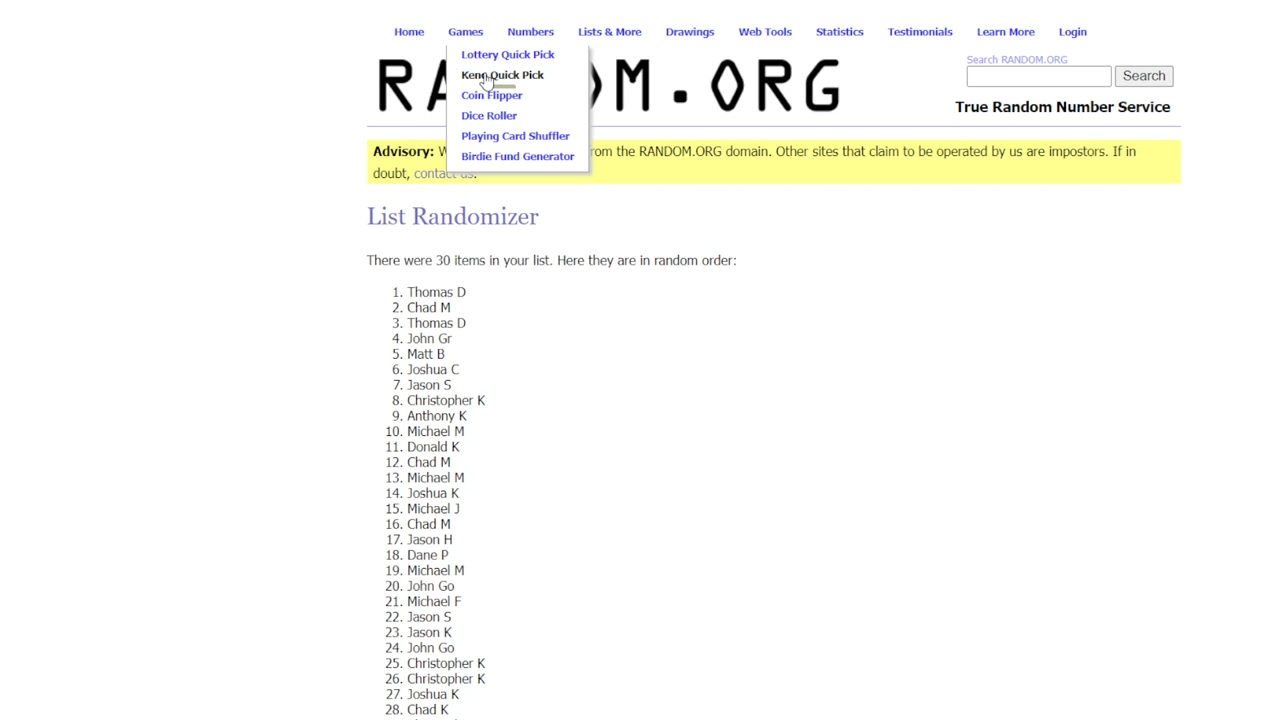 Home Games Numbers Lists & More Drawings Web Tools Statistics Testimonials Learn More Login
Lottery Quick Pick
Keno Quick Pick
Coin Flipper
Dice Roller
Playing Card Shuffler
Birdie Fund Generator
Search RANDOM.ORG
Search
True Random Number Service
Advisory: from the RANDOM.ORG domain. Other sites that claim to be operated by us are impostors. If in
doubt, contact us.
List Randomizer
There were 30 items in your list. Here they are in random order:
1. Thomas D
2. Chad M
3. Thomas D
4. John Gr
5. Matt B
6. Joshua C
7. Jason S
8. Christopher K
9. Anthony K
10. Michael M
11. Donald K
12. Chad M
13. Michael M
14. Joshua K
15. Michael J
16. Chad M
17. Jason H
18. Dane P
19. Michael M
20. John Go
21. Michael F
22. Jason S
23. Jason K
24. John Go
25. Christopher K
26. Christopher K
27. Joshua K
28. Chad K